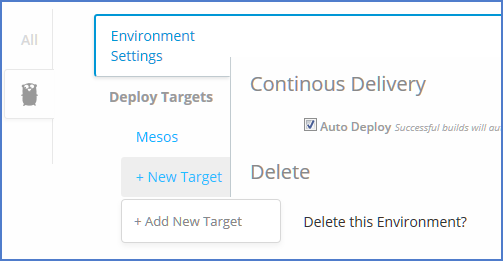 All
Environment
Settings
Deploy Targets
Mesos
+ New Target
+ Add New Target
Continous Delivery
Auto Deploy Successful builds will au
Delete
Delete this Environment?